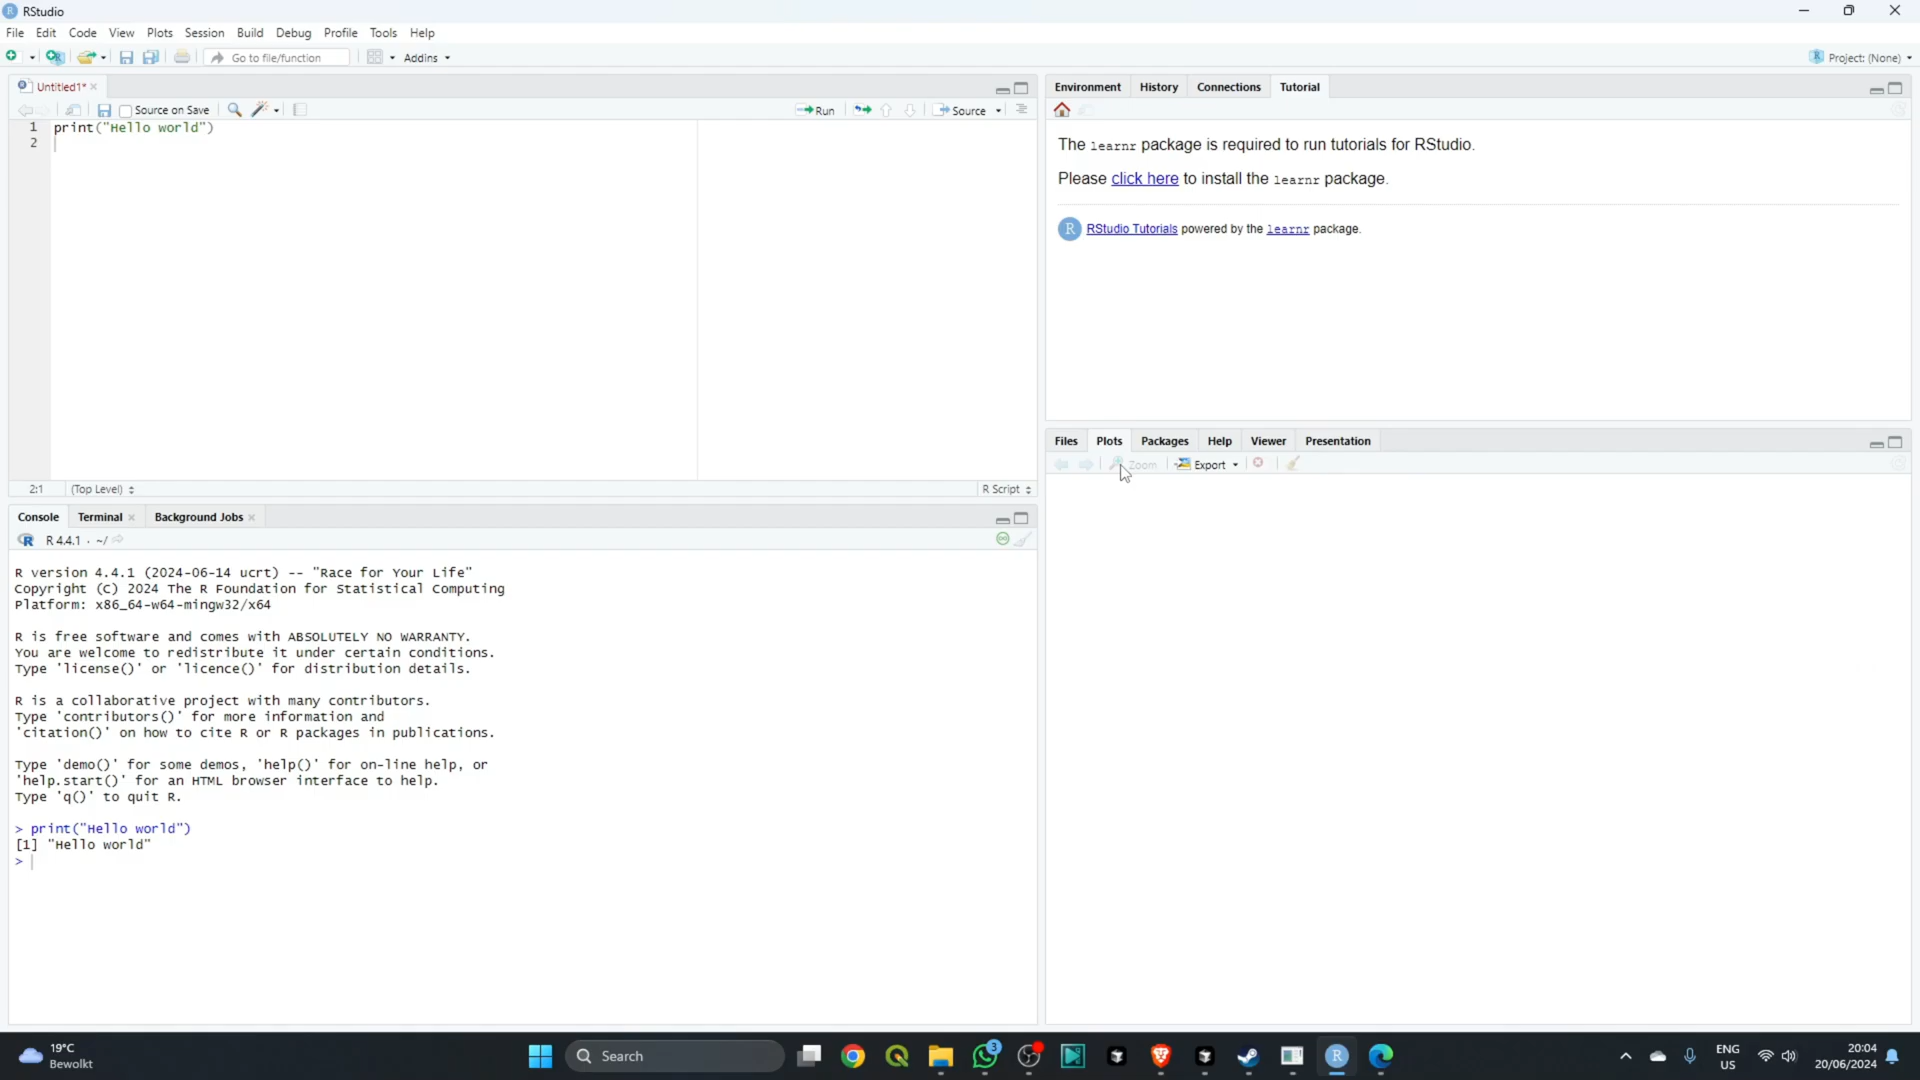 RStudio
File Edit Code View Plots Session Build Debug Profile Tools Help
Go to file/function Addins Project: (None)
Untitled1*
Source on Save Run Source
1 print("Hello world")
2
2:1 (Top Level) R Script
Console Terminal Background Jobs
R 4.4.1 · ~/
R version 4.4.1 (2024-06-14 ucrt) -- "Race for Your Life"
Copyright (C) 2024 The R Foundation for Statistical Computing
Platform: x86_64-w64-mingw32/x64
R is free software and comes with ABSOLUTELY NO WARRANTY.
You are welcome to redistribute it under certain conditions.
Type 'license()' or 'licence()' for distribution details.
R is a collaborative project with many contributors.
Type 'contributors()' for more information and
'citation()' on how to cite R or R packages in publications.
Type 'demo()' for some demos, 'help()' for on-line help, or
'help.start()' for an HTML browser interface to help.
Type 'q()' to quit R.
> print("Hello world")
[1] "Hello world"
>
Environment History Connections Tutorial
The learnr package is required to run tutorials for RStudio.
Please click here to install the learnr package.
R RStudio Tutorials powered by the learnr package.
Files Plots Packages Help Viewer Presentation
Zoom Export
19°C
Bewolkt
Search
3
ENG
US
20:04
20/06/2024